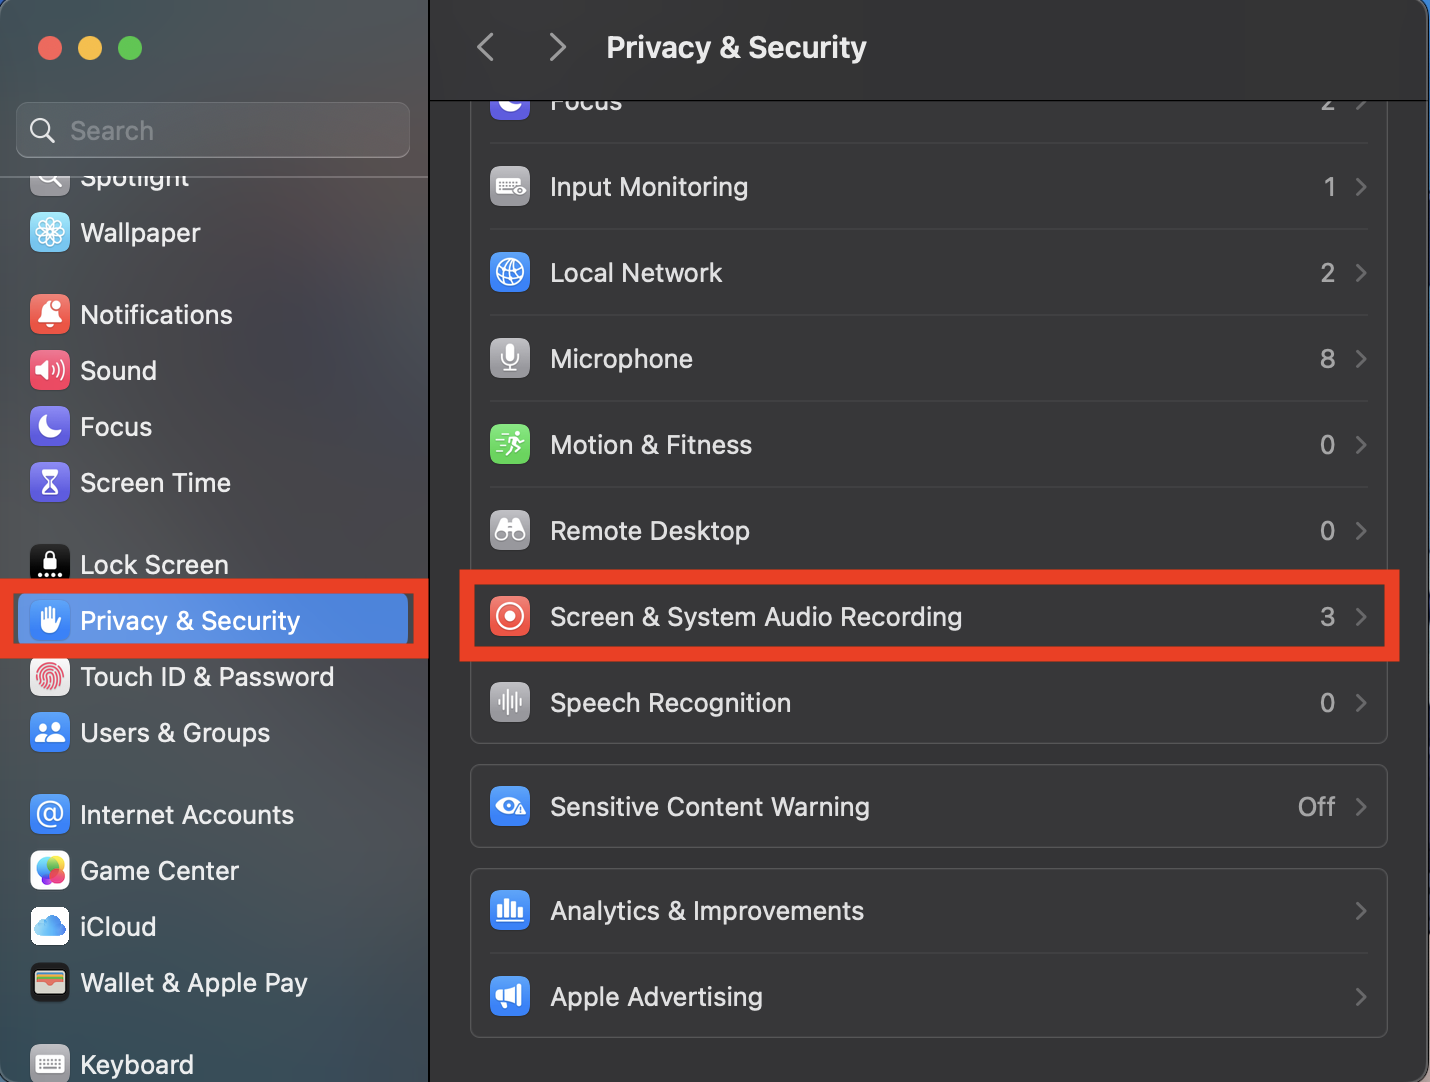 Privacy & Security
Search
Spotlight
Wallpaper
Notifications
Sound
Focus
Screen Time
Lock Screen
Privacy & Security
Touch ID & Password
Users & Groups
Internet Accounts
Game Center
iCloud
Wallet & Apple Pay
Keyboard
Focus 2
Input Monitoring 1
Local Network 2
Microphone 8
Motion & Fitness 0
Remote Desktop 0
Screen & System Audio Recording 3
Speech Recognition 0
Sensitive Content Warning Off
Analytics & Improvements
Apple Advertising